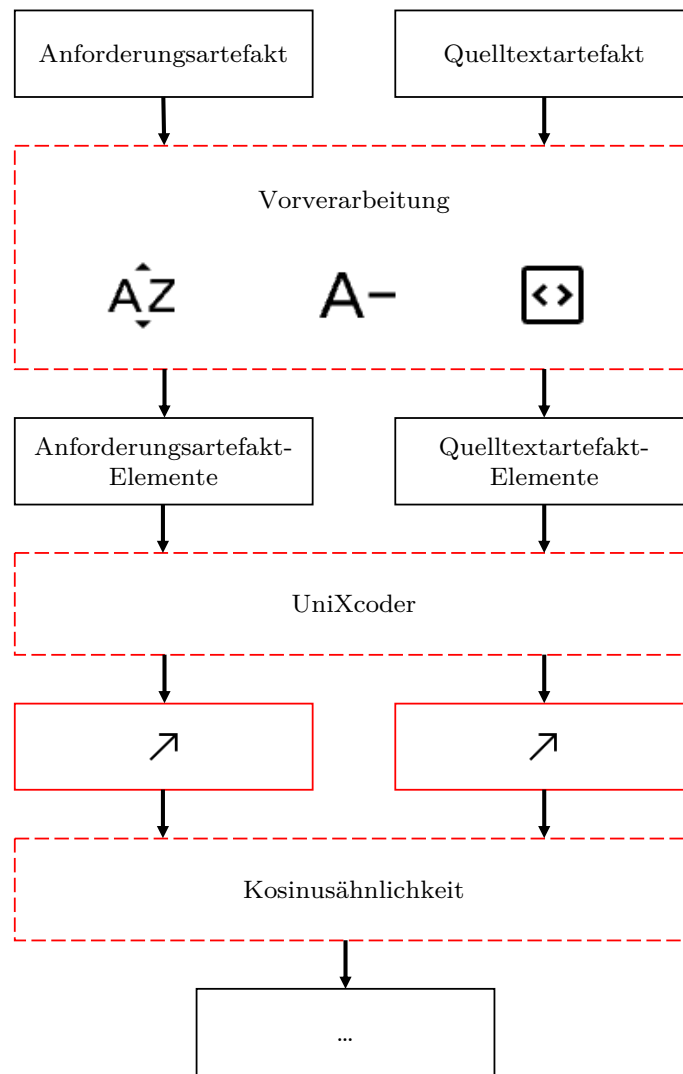 Anforderungsartefakt
Quelltextartefakt
Vorverarbeitung
AZ
A−
<>
Anforderungsartefakt-
Elemente
Quelltextartefakt-
Elemente
UniXcoder
Kosinusähnlichkeit
...